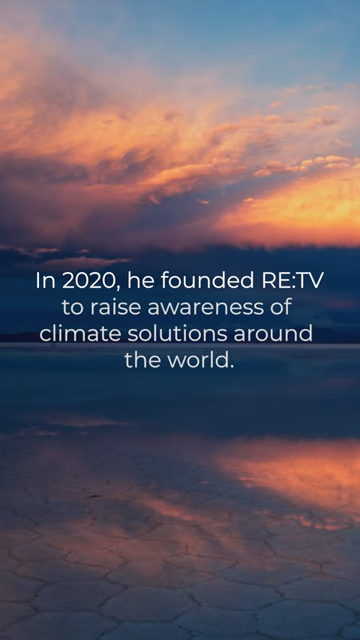 In 2020, he founded RE:TV
to raise awareness of
climate solutions around
the world.